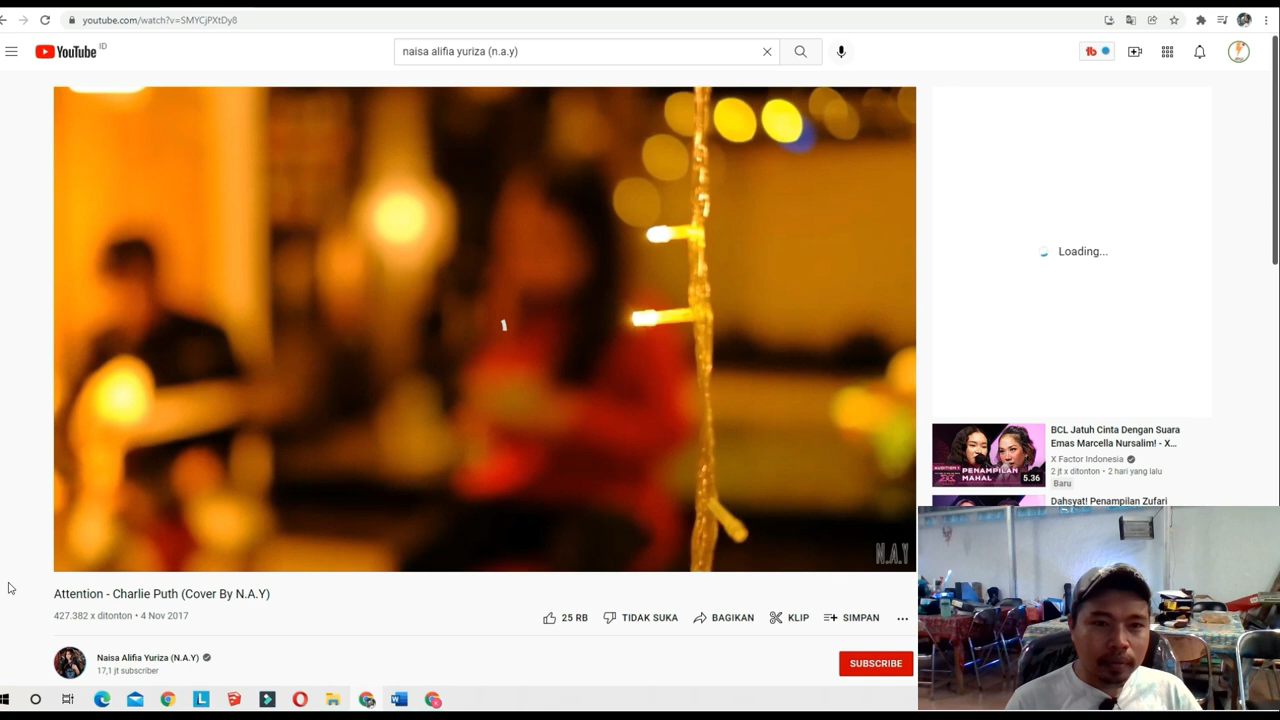 youtube.com/watch?v=SMYCjPXtDy8
YouTube ID
naisa alifia yuriza (n.a.y)
tb
Loading...
N.A.Y
BCL Jatuh Cinta Dengan Suara
Emas Marcella Nursalim! - X...
X Factor Indonesia
2 jt x ditonton • 2 hari yang lalu
Baru
PENAMPILAN
MAHAL
5.36
Dahsyat! Penampilan Zufari
Attention - Charlie Puth (Cover By N.A.Y)
427.382 x ditonton • 4 Nov 2017
25 RB
TIDAK SUKA
BAGIKAN
KLIP
SIMPAN
Naisa Alifia Yuriza (N.A.Y)
17,1 jt subscriber
SUBSCRIBE